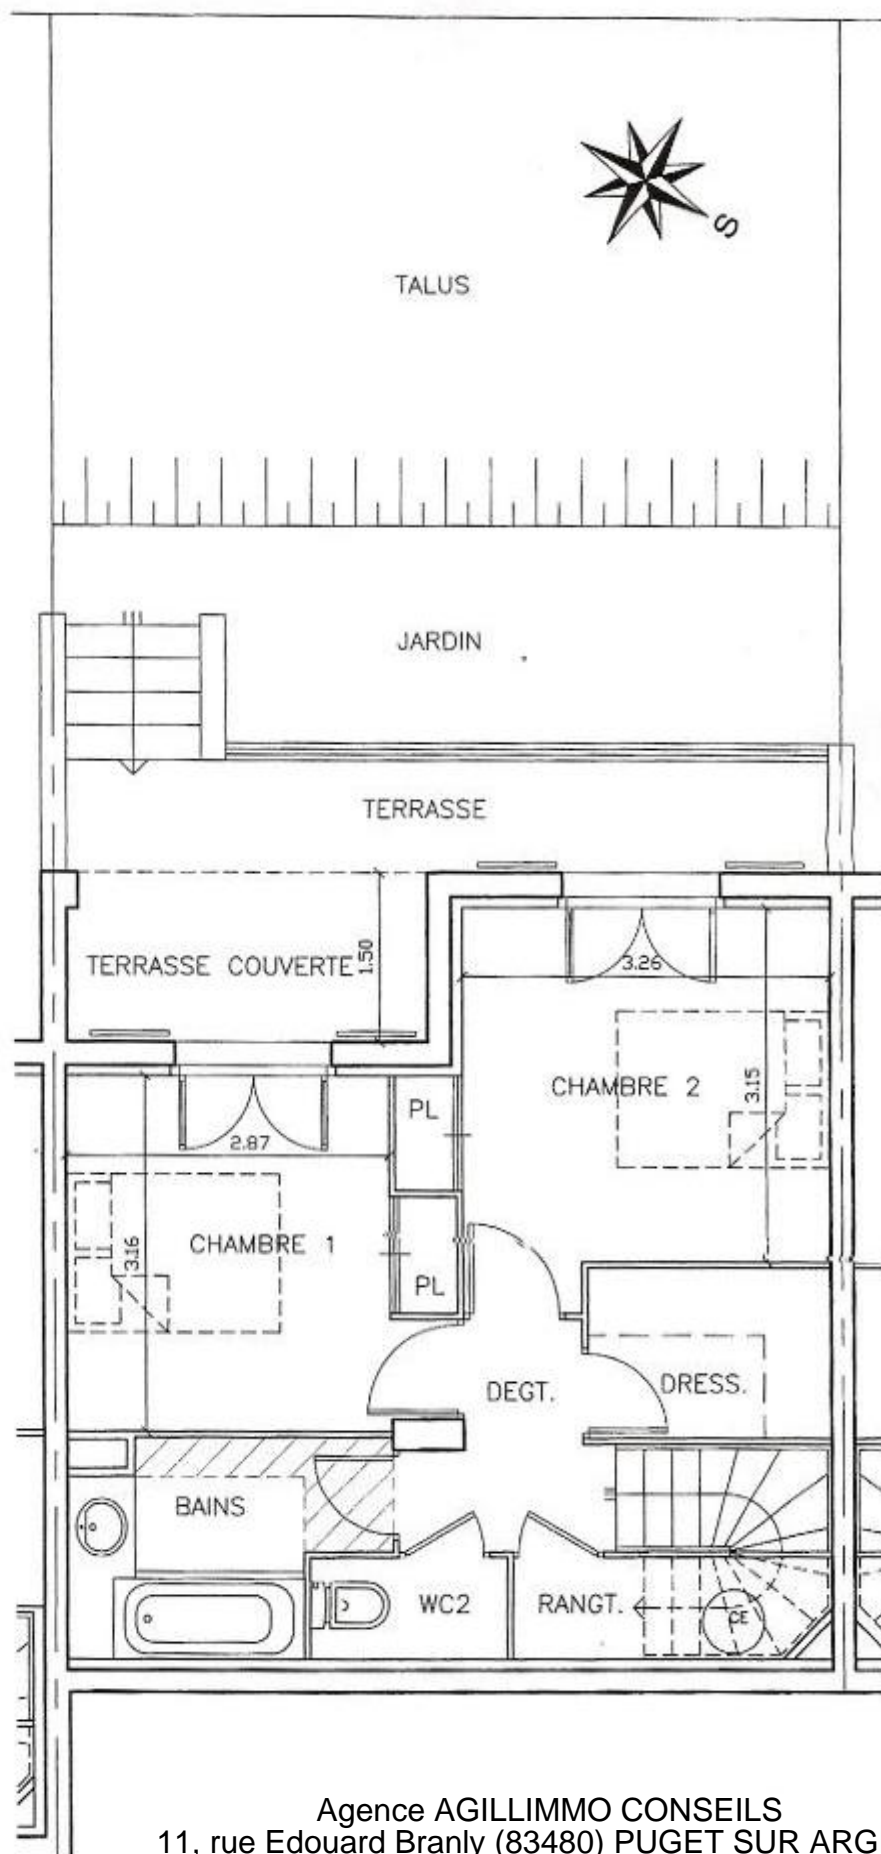 S
TALUS
JARDIN
TERRASSE
TERRASSE COUVERTE
1.50
3.26
CHAMBRE 2
3.15
PL
2.87
CHAMBRE 1
3.16
PL
DEGT.
DRESS.
BAINS
WC2
RANGT.
CE
Agence AGILLIMMO CONSEILS
11, rue Edouard Branly (83480) PUGET SUR ARG